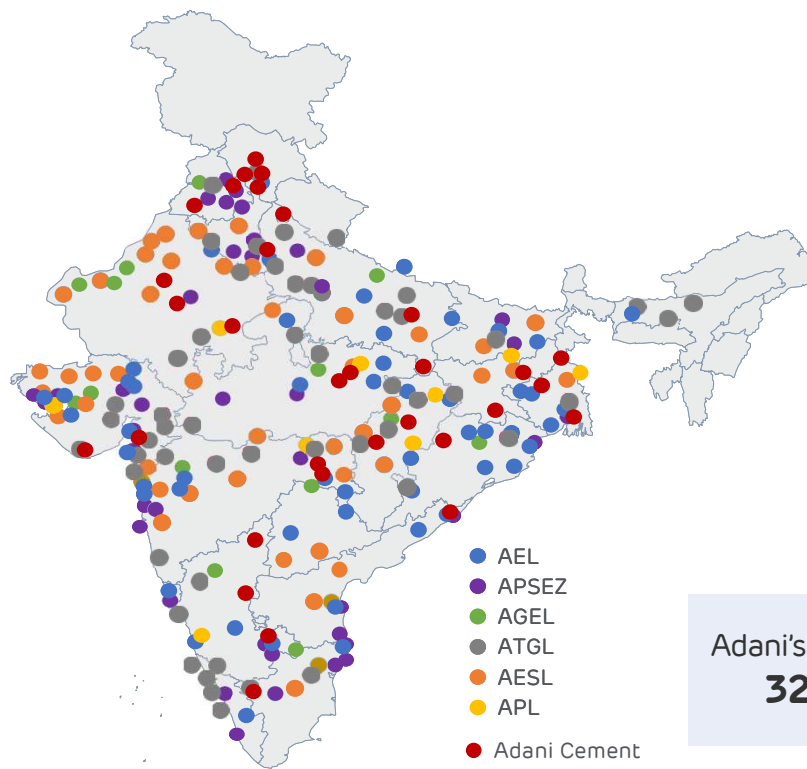 AEL
APSEZ
AGEL
ATGL
AESL
APL
Adani Cement
Adani's
32